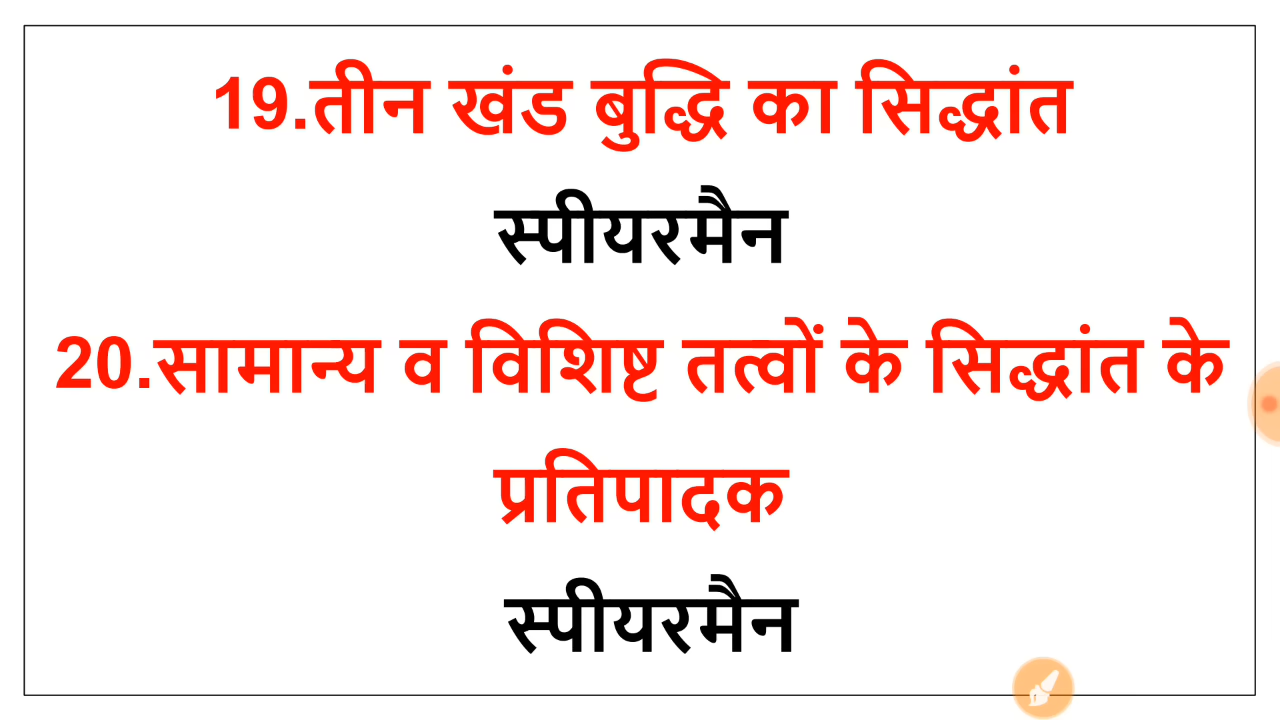 19.तीन खंड बुद्धि का सिद्धांत
स्पीयरमैन
20.सामान्य व विशिष्ट तत्वों के सिद्धांत के
प्रतिपादक
स्पीयरमैन